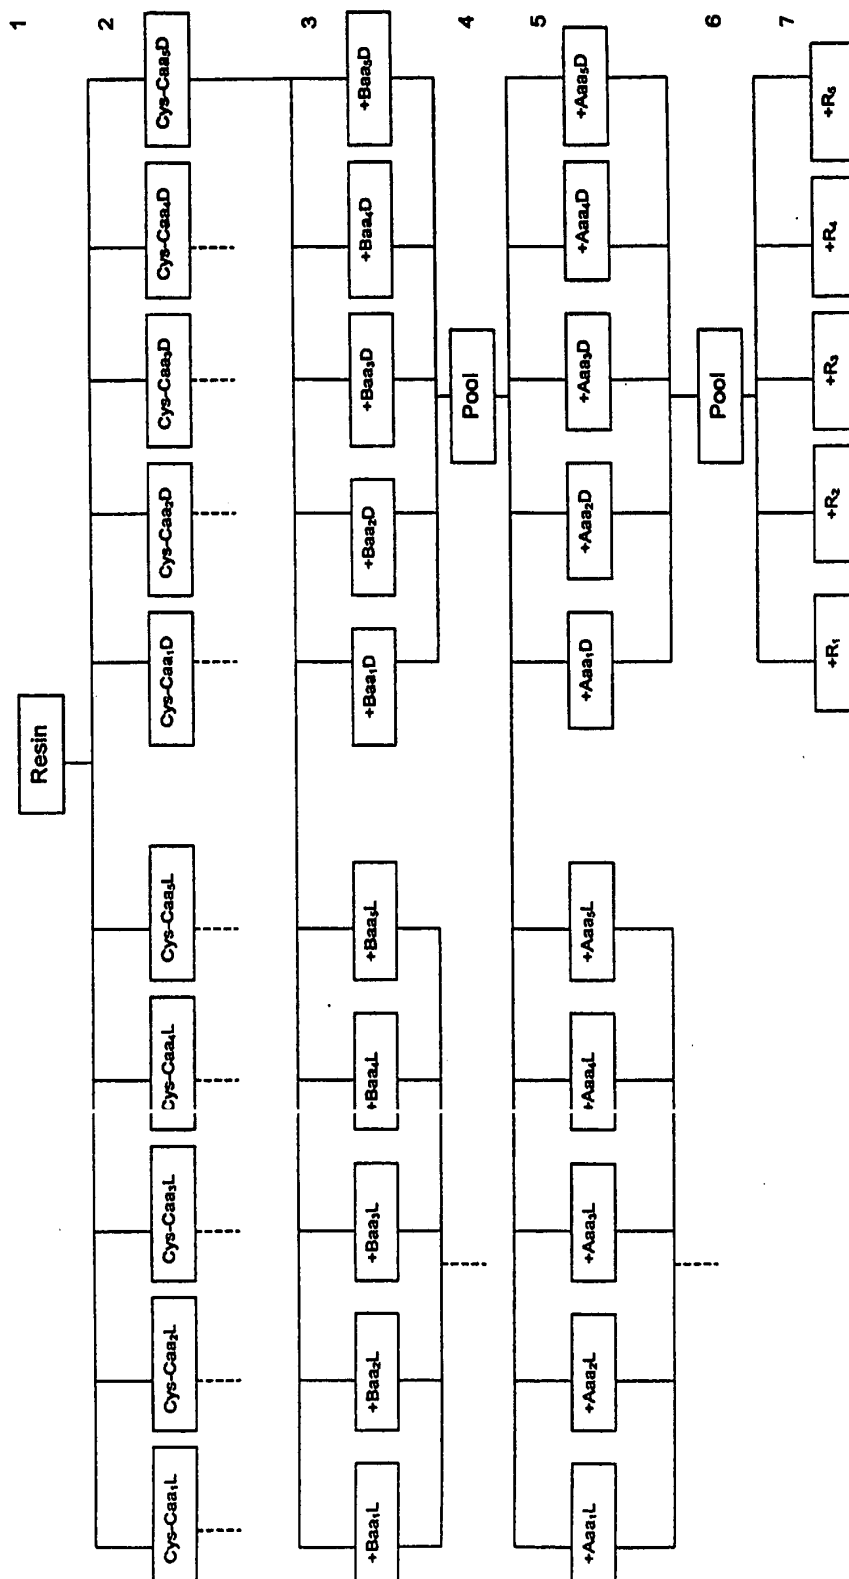 1
Resin
2
Cys-Caa₁L
Cys-Caa₂L
Cys-Caa₃L
Cys-Caa₄L
Cys-Caa₅L
Cys-Caa₁D
Cys-Caa₂D
Cys-Caa₃D
Cys-Caa₄D
Cys-Caa₅D
3
+Baa₁L
+Baa₂L
+Baa₃L
+Baa₄L
+Baa₅L
+Baa₁D
+Baa₂D
+Baa₃D
+Baa₄D
+Baa₅D
4
Pool
5
+Aaa₁L
+Aaa₂L
+Aaa₃L
+Aaa₄L
+Aaa₅L
+Aaa₁D
+Aaa₂D
+Aaa₃D
+Aaa₄D
+Aaa₅D
6
Pool
7
+R₁
+R₂
+R₃
+R₄
+R₅